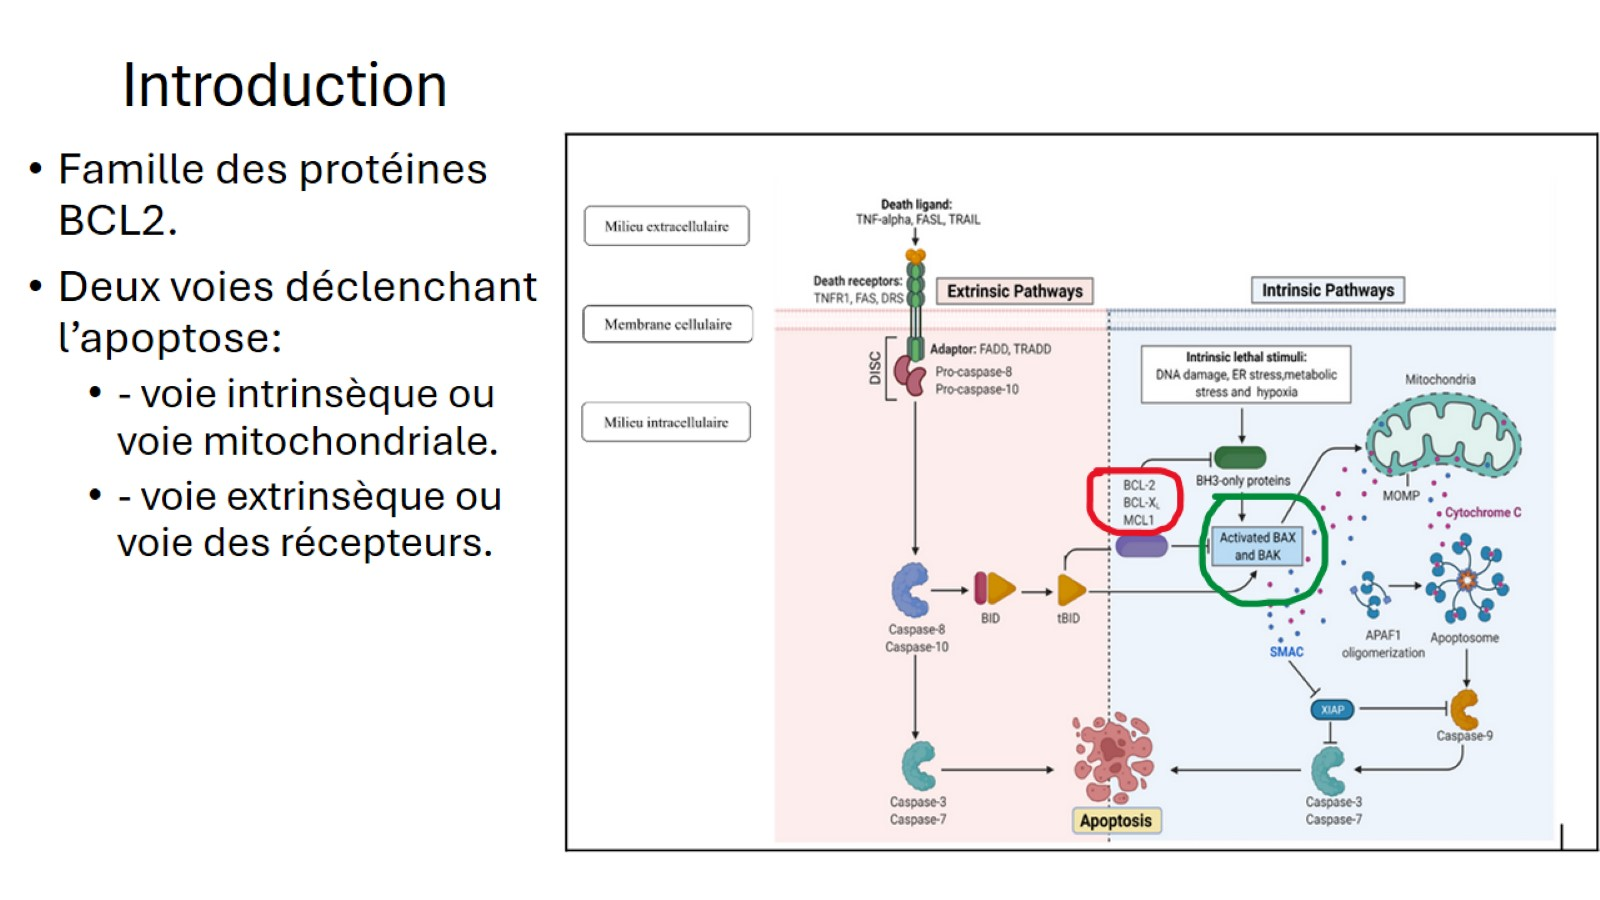 Introduction
• Famille des protéines
BCL2.
• Deux voies déclenchant
l’apoptose:
• - voie intrinsèque ou
voie mitochondriale.
• - voie extrinsèque ou
voie des récepteurs.
Milieu extracellulaire
Membrane cellulaire
Milieu intracellulaire
Death ligand:
TNF-alpha, FASL, TRAIL
Death receptors:
TNFR1, FAS, DRS
Extrinsic Pathways
DISC
Adaptor: FADD, TRADD
Pro-caspase-8
Pro-caspase-10
Caspase-8
Caspase-10
BID
tBID
Caspase-3
Caspase-7
Apoptosis
Intrinsic Pathways
Intrinsic lethal stimuli:
DNA damage, ER stress,metabolic
stress and hypoxia
BH3-only proteins
BCL-2
BCL-XL
MCL1
Activated BAX
and BAK
Mitochondria
MOMP
Cytochrome C
SMAC
APAF1
oligomerization
Apoptosome
XIAP
Caspase-9
Caspase-3
Caspase-7